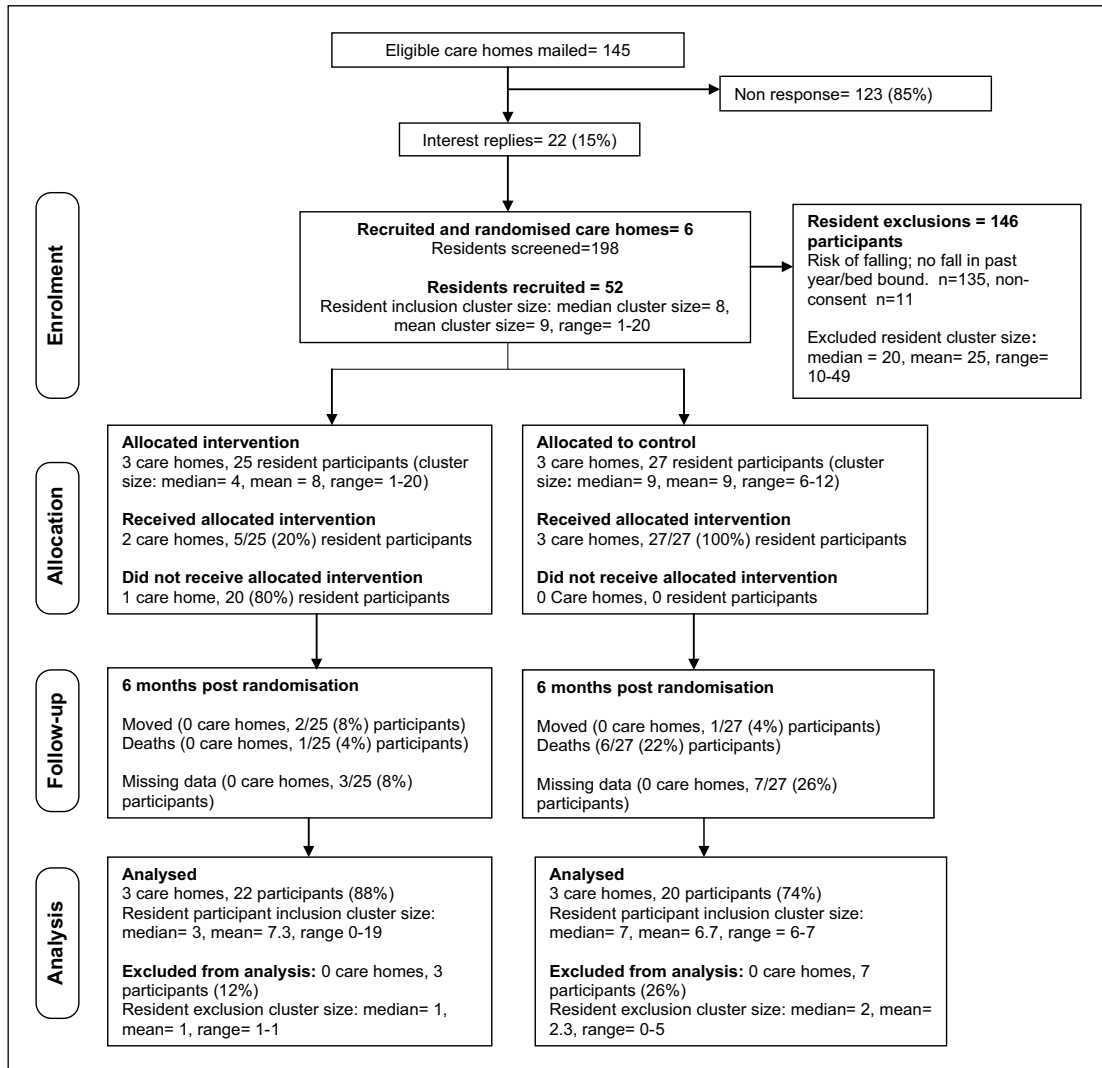 Eligible care homes mailed= 145
Non response= 123 (85%)
Interest replies= 22 (15%)
Enrolment
Recruited and randomised care homes= 6
Residents screened=198
Residents recruited = 52
Resident inclusion cluster size: median cluster size= 8,
mean cluster size= 9, range= 1-20
Resident exclusions = 146
participants
Risk of falling; no fall in past
year/bed bound.  n=135, non-
consent  n=11
Excluded resident cluster size:
median = 20, mean= 25, range=
10-49
Allocation
Allocated intervention
3 care homes, 25 resident participants (cluster
size: median= 4, mean = 8, range= 1-20)
Received allocated intervention
2 care homes, 5/25 (20%) resident participants
Did not receive allocated intervention
1 care home, 20 (80%) resident participants
Allocated to control
3 care homes, 27 resident participants (cluster
size: median= 9, mean= 9, range= 6-12)
Received allocated intervention
3 care homes, 27/27 (100%) resident participants
Did not receive allocated intervention
0 Care homes, 0 resident participants
Follow-up
6 months post randomisation
Moved (0 care homes, 2/25 (8%) participants)
Deaths (0 care homes, 1/25 (4%) participants)
Missing data (0 care homes, 3/25 (8%)
participants)
6 months post randomisation
Moved (0 care homes, 1/27 (4%) participants)
Deaths (6/27 (22%) participants)
Missing data (0 care homes, 7/27 (26%)
participants)
Analysis
Analysed
3 care homes, 22 participants (88%)
Resident participant inclusion cluster size:
median= 3, mean= 7.3, range 0-19
Excluded from analysis: 0 care homes, 3
participants (12%)
Resident exclusion cluster size: median= 1,
mean= 1, range= 1-1
Analysed
3 care homes, 20 participants (74%)
Resident participant inclusion cluster size:
median= 7, mean= 6.7, range = 6-7
Excluded from analysis: 0 care homes, 7
participants (26%)
Resident exclusion cluster size: median= 2, mean=
2.3, range= 0-5